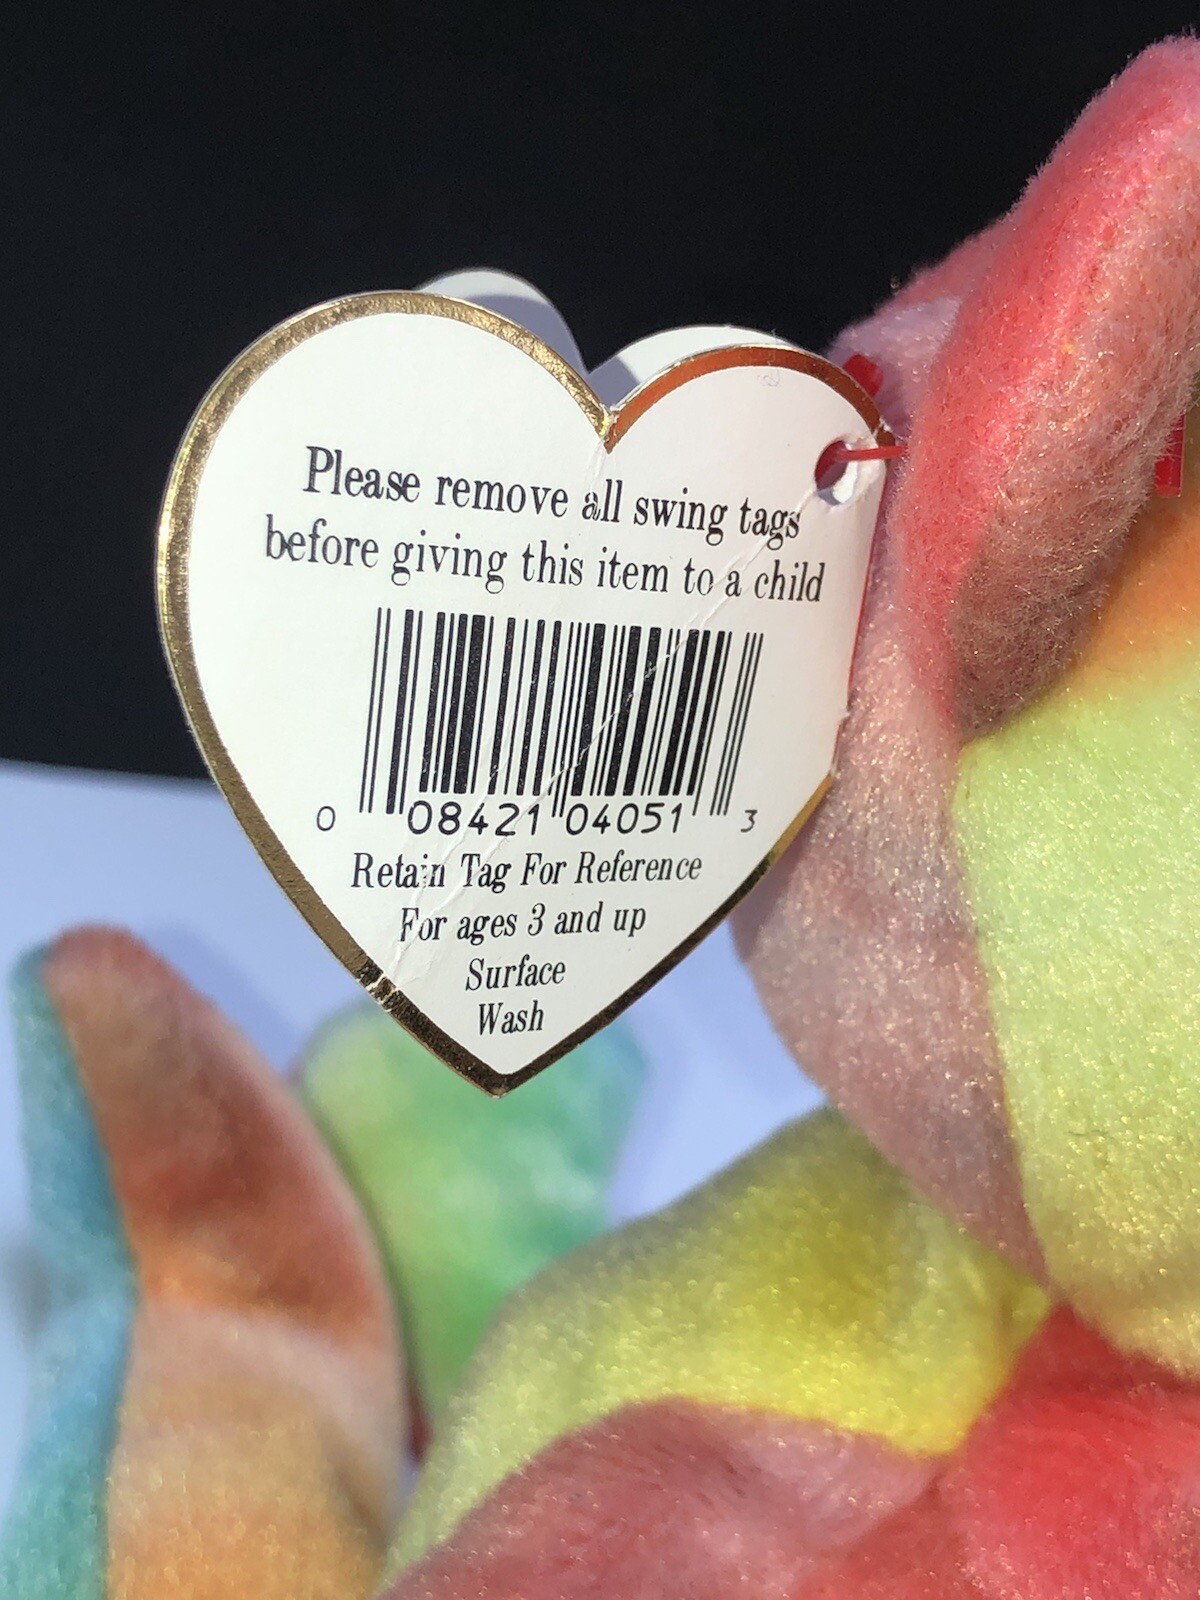 Please remove all swing tags
before giving this item to a child
0 08421 04051 3
Retain Tag For Reference
For ages 3 and up
Surface
Wash